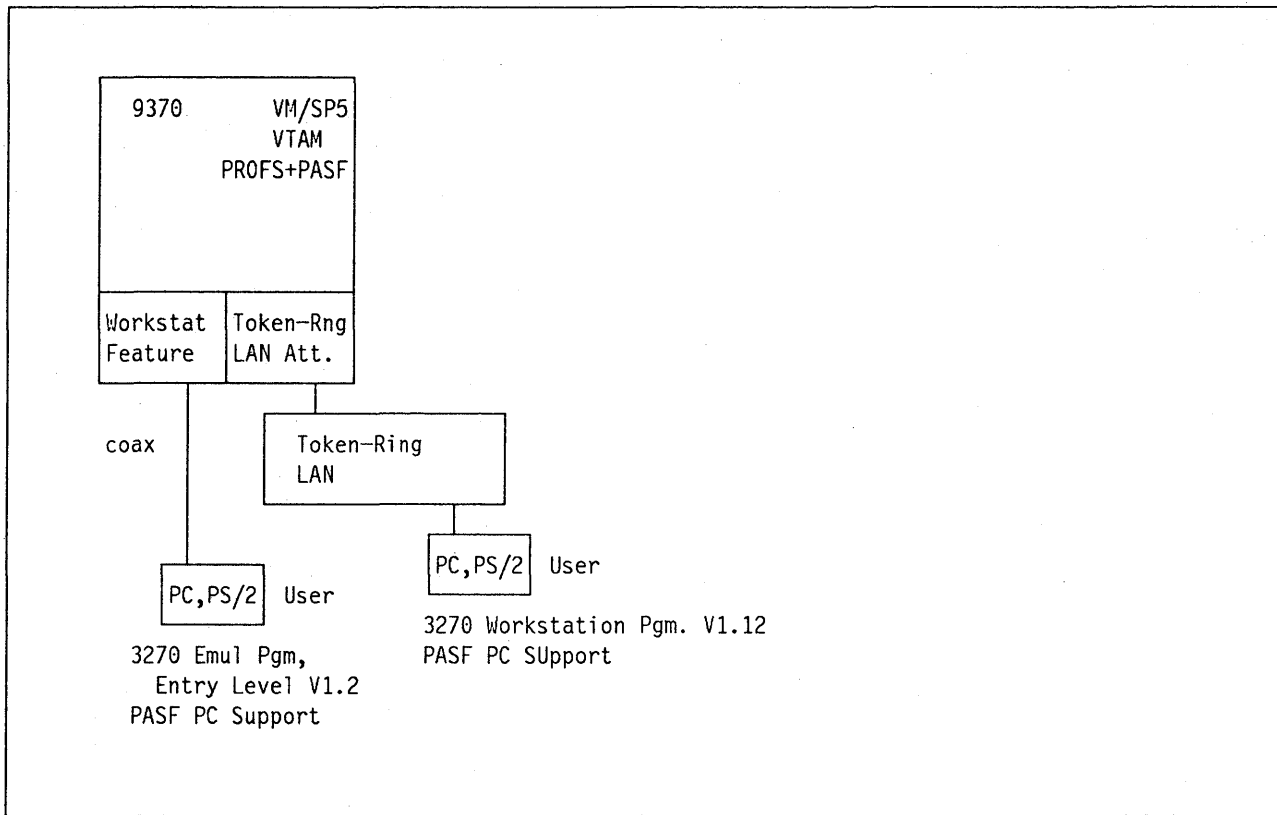 9370 VM/SP5
VTAM
PROFS+PASF
Workstat
Feature
Token-Rng
LAN Att.
coax
Token-Ring
LAN
PC,PS/2 User
3270 Workstation Pgm. V1.12
PASF PC SUpport
PC,PS/2 User
3270 Emul Pgm,
Entry Level V1.2
PASF PC Support